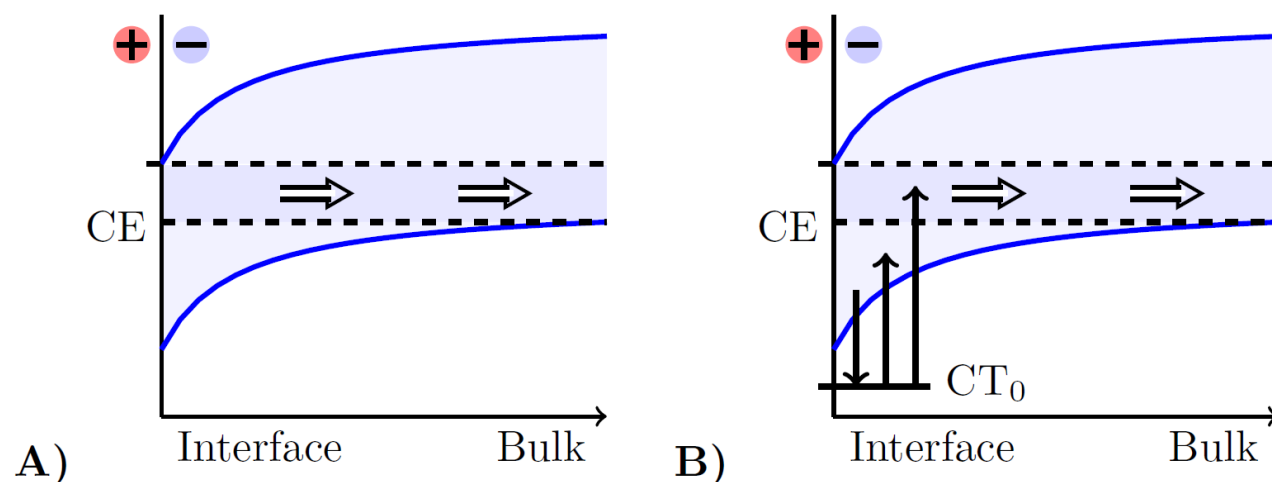 + −
CE
Interface Bulk
A)
+ −
CE
CT₀
Interface Bulk
B)